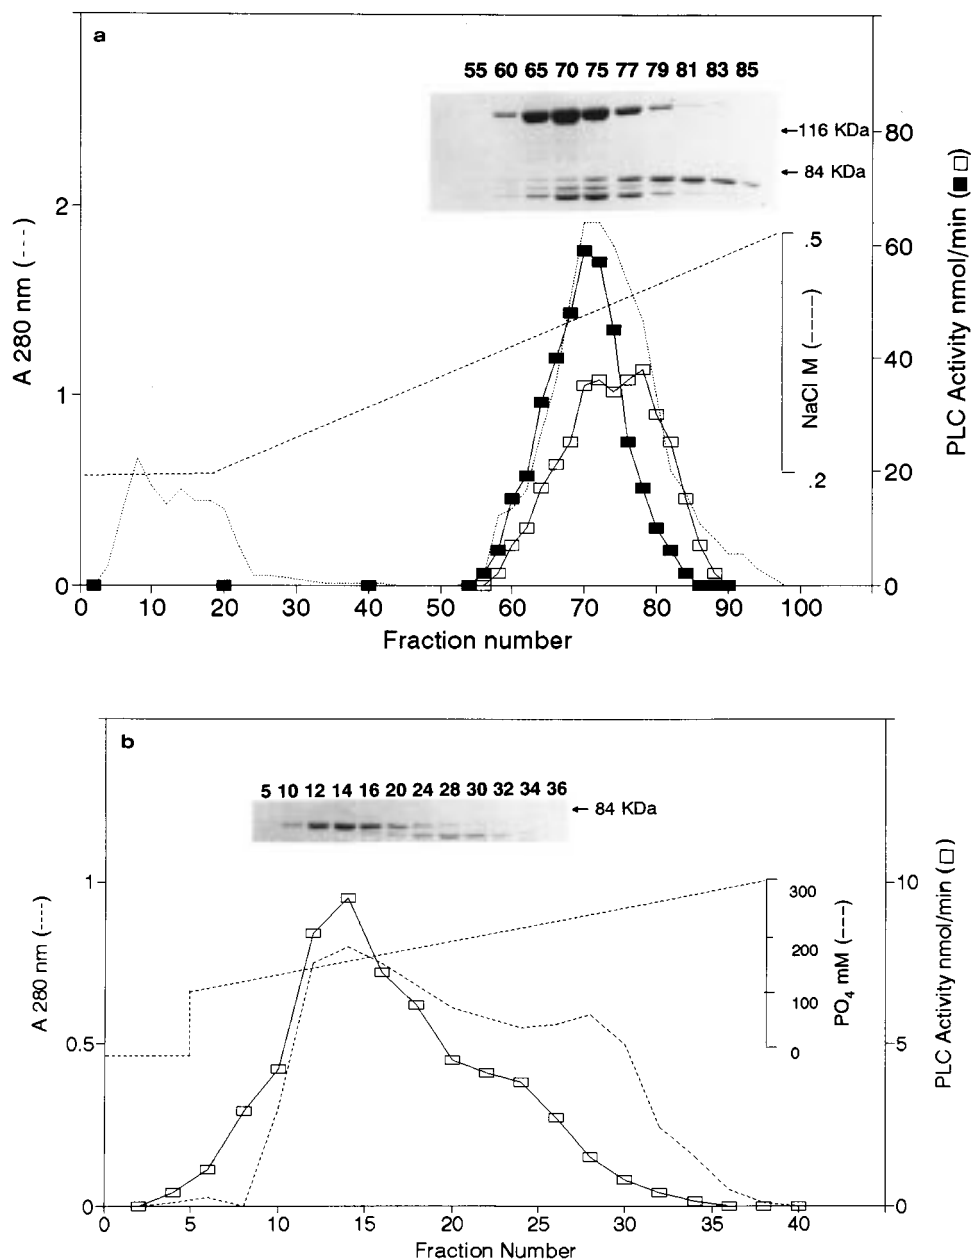 a
55 60 65 70 75 77 79 81 83 85
←116 KDa
← 84 KDa
A 280 nm (---)
2
1
0
80
60
40
20
0
PLC Activity nmol/min (■ □)
.5
.2
NaCl M (-----)
0 10 20 30 40 50 60 70 80 90 100
Fraction number
b
5 10 12 14 16 20 24 28 30 32 34 36
← 84 KDa
A 280 nm (---)
1
0.5
0
300
200
100
0
PO4 mM (---)
10
5
0
PLC Activity nmol/min (□)
0 5 10 15 20 25 30 35 40
Fraction Number